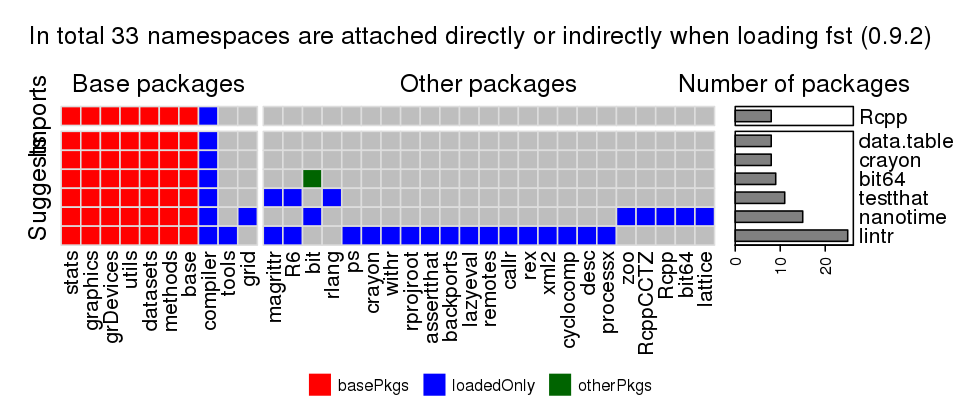 In total 33 namespaces are attached directly or indirectly when loading fst (0.9.2)
Base packages
Other packages
Number of packages
Imports
Suggests
Rcpp
data.table
crayon
bit64
testthat
nanotime
lintr
0
10
20
stats
graphics
grDevices
utils
datasets
methods
base
compiler
tools
grid
magrittr
R6
bit
rlang
ps
crayon
withr
rprojroot
assertthat
backports
lazyeval
remotes
callr
rex
xml2
cyclocomp
desc
processx
zoo
RcppCCTZ
Rcpp
bit64
lattice
basePkgs
loadedOnly
otherPkgs